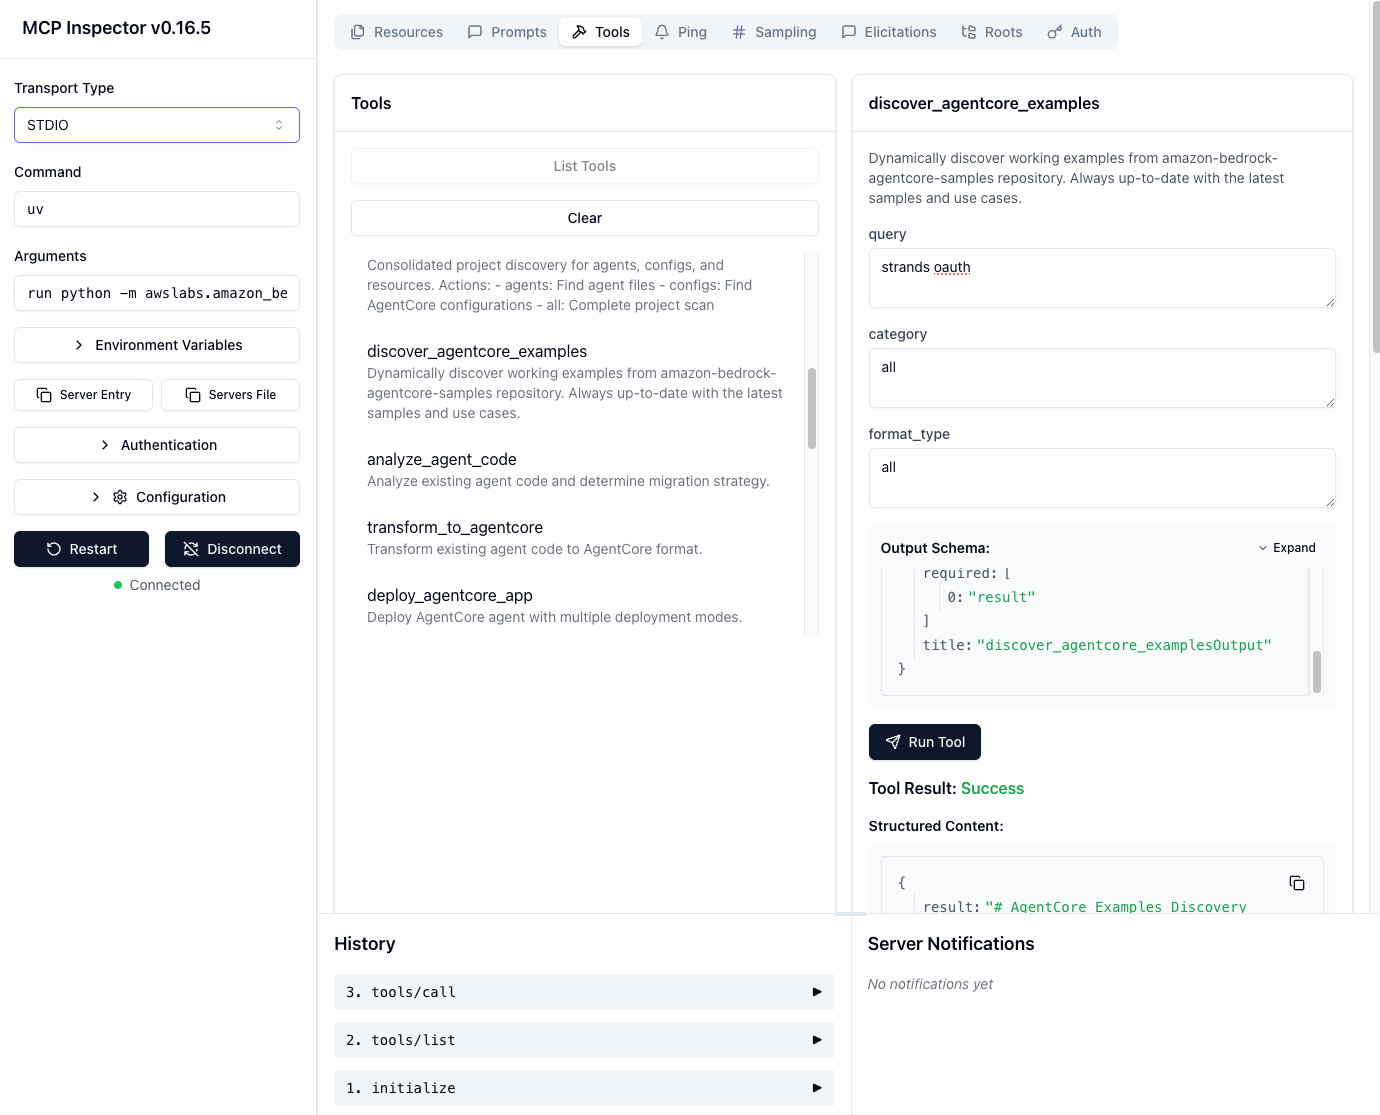 MCP Inspector v0.16.5
Transport Type
STDIO
Command
uv
Arguments
run python -m awslabs.amazon_be
Environment Variables
Server Entry
Servers File
Authentication
Configuration
Restart
Disconnect
Connected
Resources
Prompts
Tools
Ping
Sampling
Elicitations
Roots
Auth
Tools
List Tools
Clear
Consolidated project discovery for agents, configs, and
resources. Actions: - agents: Find agent files - configs: Find
AgentCore configurations - all: Complete project scan
discover_agentcore_examples
Dynamically discover working examples from amazon-bedrock-
agentcore-samples repository. Always up-to-date with the latest
samples and use cases.
analyze_agent_code
Analyze existing agent code and determine migration strategy.
transform_to_agentcore
Transform existing agent code to AgentCore format.
deploy_agentcore_app
Deploy AgentCore agent with multiple deployment modes.
discover_agentcore_examples
Dynamically discover working examples from amazon-bedrock-
agentcore-samples repository. Always up-to-date with the latest
samples and use cases.
query
strands oauth
category
all
format_type
all
Output Schema:
Expand
required: [
0: "result"
]
title: "discover_agentcore_examplesOutput"
}
Run Tool
Tool Result: Success
Structured Content:
{
result: "# AgentCore Examples Discovery
History
3. tools/call
2. tools/list
1. initialize
Server Notifications
No notifications yet